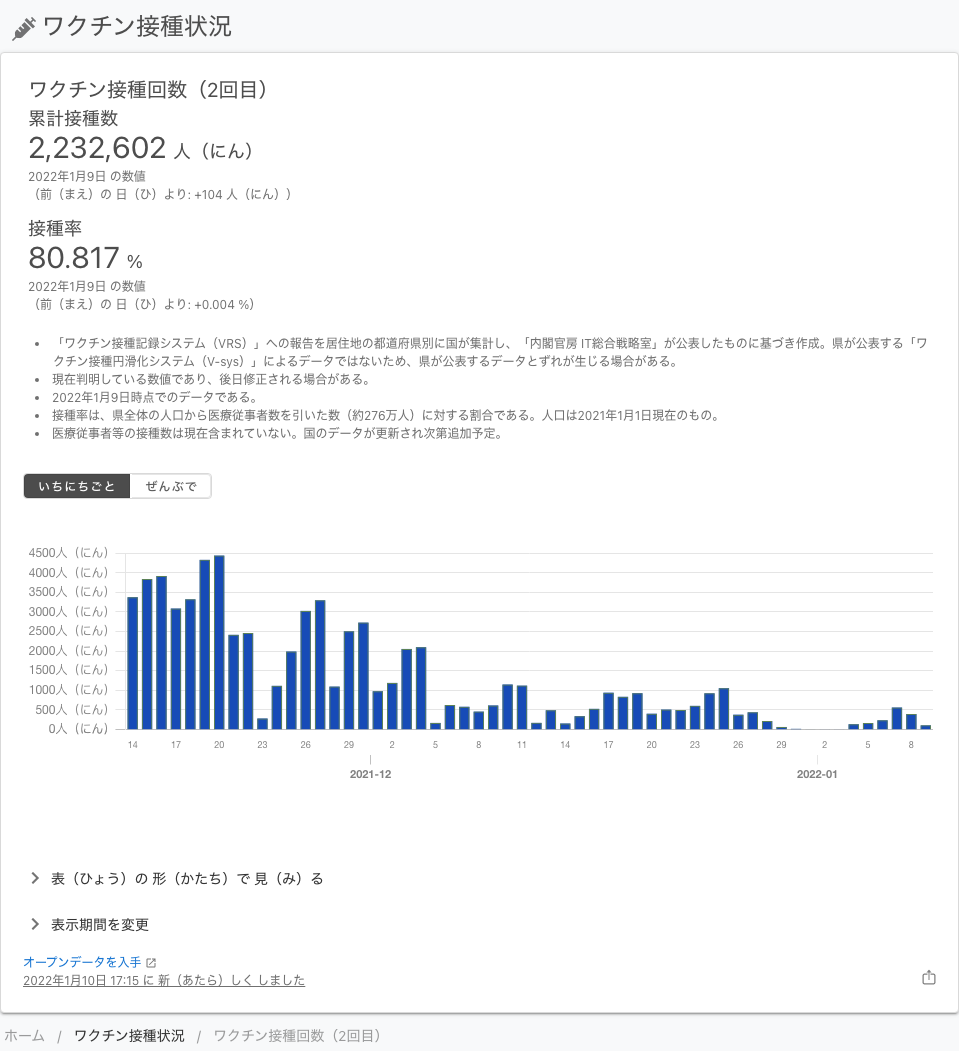 ワクチン接種状況
ワクチン接種回数（2回目）
累計接種数
2,232,602 人（にん）
2022年1月9日 の数値
（前（まえ）の 日（ひ）より: +104 人（にん））
接種率
80.817 %
2022年1月9日 の数値
（前（まえ）の 日（ひ）より: +0.004 %）
• 「ワクチン接種記録システム（VRS）」への報告を居住地の都道府県別に国が集計し、「内閣官房 IT総合戦略室」が公表したものに基づき作成。県が公表する「ワ
クチン接種円滑化システム（V-sys）」によるデータではないため、県が公表するデータとずれが生じる場合がある。
• 現在判明している数値であり、後日修正される場合がある。
• 2022年1月9日時点でのデータである。
• 接種率は、県全体の人口から医療従事者数を引いた数（約276万人）に対する割合である。人口は2021年1月1日現在のもの。
• 医療従事者等の接種数は現在含まれていない。国のデータが更新され次第追加予定。
いちにちごと ぜんぶで
4500人（にん）
4000人（にん）
3500人（にん）
3000人（にん）
2500人（にん）
2000人（にん）
1500人（にん）
1000人（にん）
500人（にん）
0人（にん）
14 17 20 23 26 29 2 5 8 11 14 17 20 23 26 29 2 5 8
2021-12 2022-01
表（ひょう）の 形（かたち）で 見（み）る
表示期間を変更
オープンデータを入手
2022年1月10日 17:15 に 新（あたら）しく しました
ホーム / ワクチン接種状況 / ワクチン接種回数（2回目）